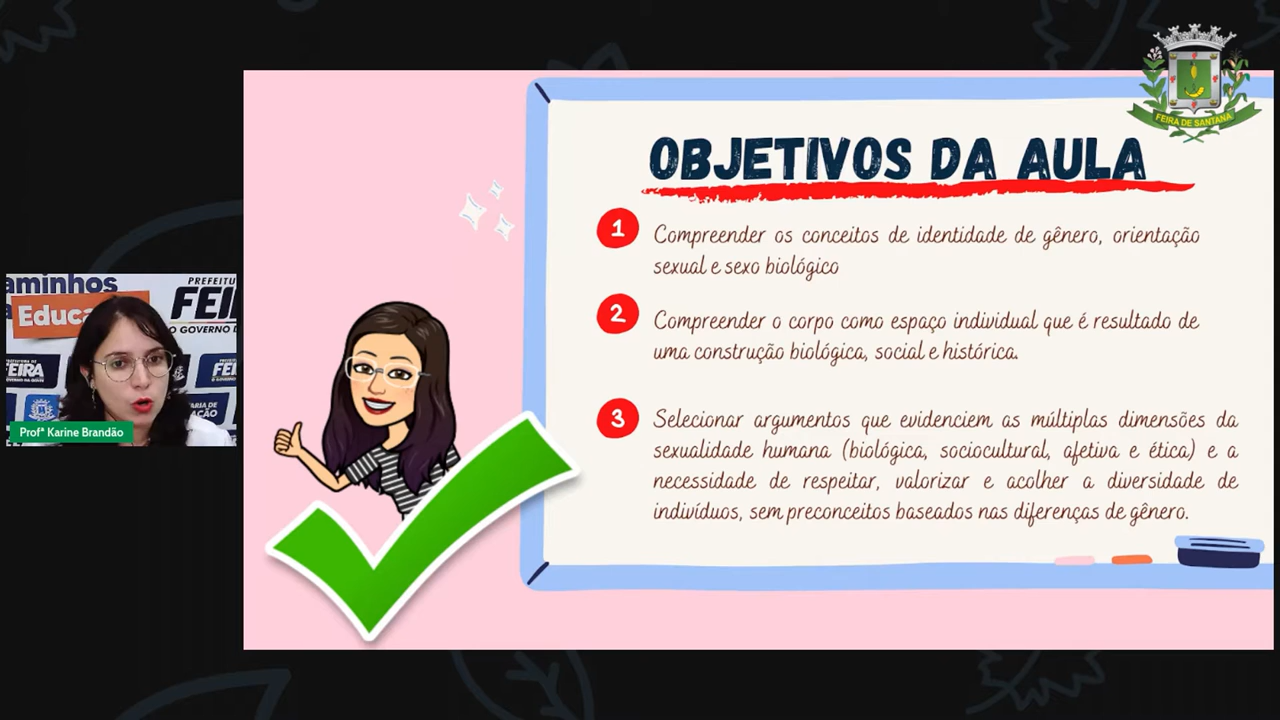 FEIRA DE SANTANA
OBJETIVOS DA AULA
1
Compreender os conceitos de identidade de gênero, orientação
sexual e sexo biológico
2
Compreender o corpo como espaço individual que é resultado de
uma construção biológica, social e histórica.
3
Selecionar argumentos que evidenciem as múltiplas dimensões da
sexualidade humana (biológica, sociocultural, afetiva e ética) e a
necessidade de respeitar, valorizar e acolher a diversidade de
indivíduos, sem preconceitos baseados nas diferenças de gênero.
aminhos
Educa
PREFEITU
FEI
O GOVERNO D
FEIRA
Profª Karine Brandão